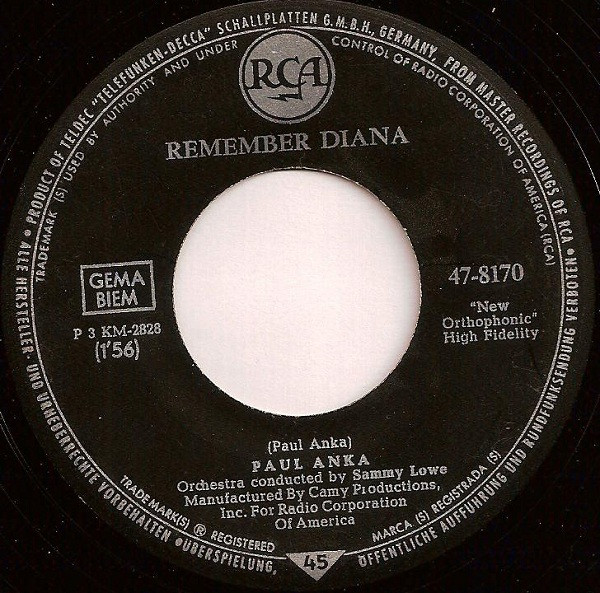 PRODUCT OF TELDEC "TELEFUNKEN-DECCA" SCHALLPLATTEN G.M.B.H., GERMANY, FROM MASTER RECORDINGS OF RCA • ALLE HERSTELLER- UND URHEBERRECHTE VORBEHALTEN • ÜBERSPIELUNG, ÖFFENTLICHE AUFFÜHRUNG UND RUNDFUNKSENDUNG VERBOTEN •
TRADEMARK (S) USED BY AUTHORITY AND UNDER CONTROL OF RADIO CORPORATION OF AMERICA (RCA)
RCA
REMEMBER DIANA
GEMA
BIEM
P 3 KM-2828
(1'56)
47-8170
"New
Orthophonic"
High Fidelity
(Paul Anka)
PAUL ANKA
Orchestra conducted by Sammy Lowe
Manufactured By Camy Productions,
Inc. For Radio Corporation
Of America
TRADEMARK(S) ® REGISTERED
MARCA (S) REGISTRADA (S)
45